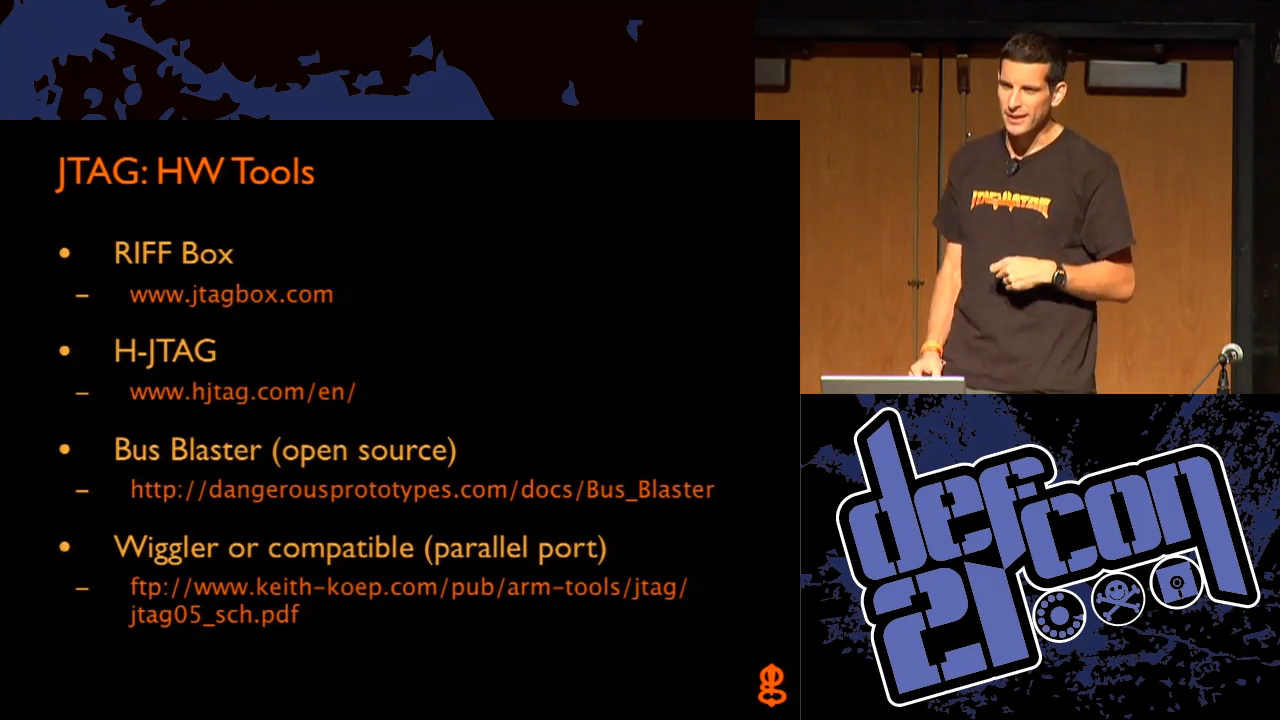 JTAG: HW Tools
• RIFF Box
– www.jtagbox.com
• H-JTAG
– www.hjtag.com/en/
• Bus Blaster (open source)
– http://dangerousprototypes.com/docs/Bus_Blaster
• Wiggler or compatible (parallel port)
– ftp://www.keith-koep.com/pub/arm-tools/jtag/
jtag05_sch.pdf
JTAGULATOR
defcon
21